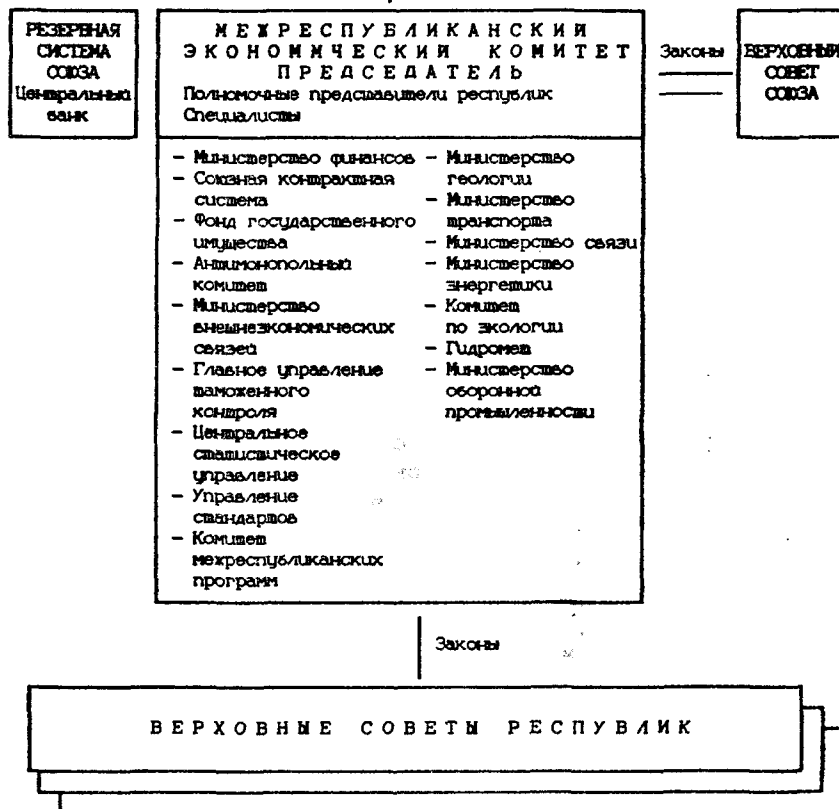 РЕЗЕРВНАЯ
СИСТЕМА
СОЮЗА
Центральный
банк
МЕЖРЕСПУБЛИКАНСКИЙ
ЭКОНОМИЧЕСКИЙ КОМИТЕТ
ПРЕДСЕДАТЕЛЬ
Полномочные представители республик
Специалисты
Законы
ВЕРХОВНЫЙ
СОВЕТ
СОЮЗА
– Министерство финансов
– Союзная контрактная
система
– Фонд государственного
имущества
– Антимонопольный
комитет
– Министерство
внешнеэкономических
связей
– Главное управление
таможенного
контроля
– Центральное
статистическое
управление
– Управление
стандартов
– Комитет
межреспубликанских
программ
– Министерство
геологии
– Министерство
транспорта
– Министерство связи
– Министерство
энергетики
– Комитет
по экологии
– Гидромет
– Министерство
оборонной
промышленности
Законы
ВЕРХОВНЫЕ СОВЕТЫ РЕСПУБЛИК